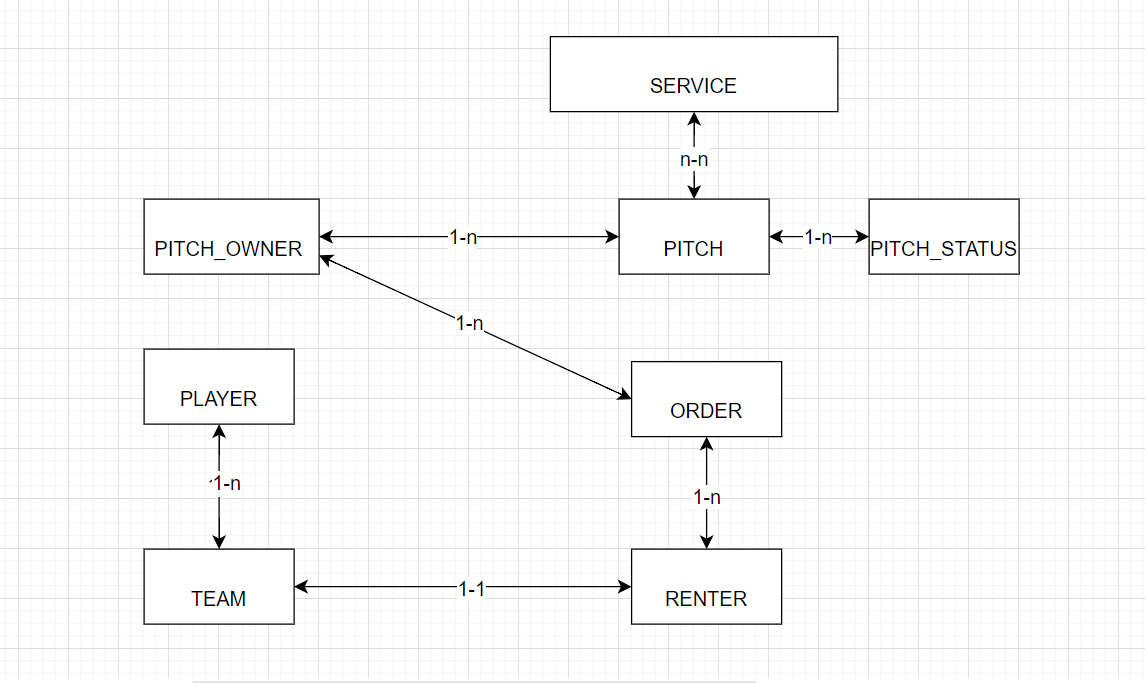 SERVICE
n-n
PITCH_OWNER
1-n
PITCH
1-n
PITCH_STATUS
1-n
PLAYER
ORDER
1-n
1-n
TEAM
1-1
RENTER